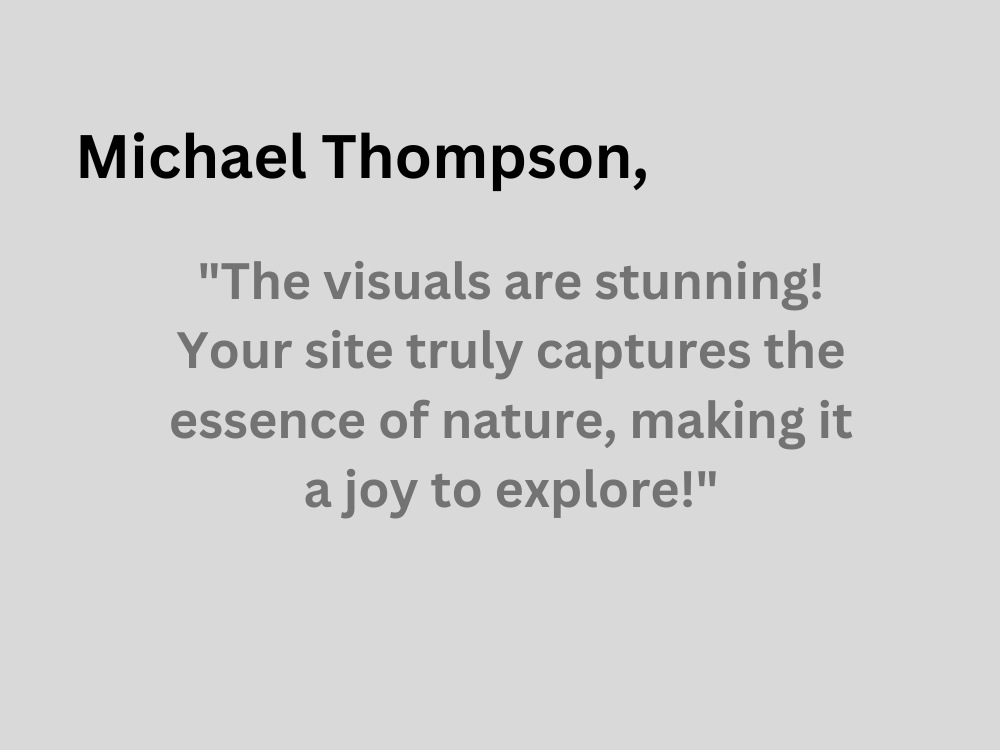 Michael Thompson,
"The visuals are stunning!
Your site truly captures the
essence of nature, making it
a joy to explore!"